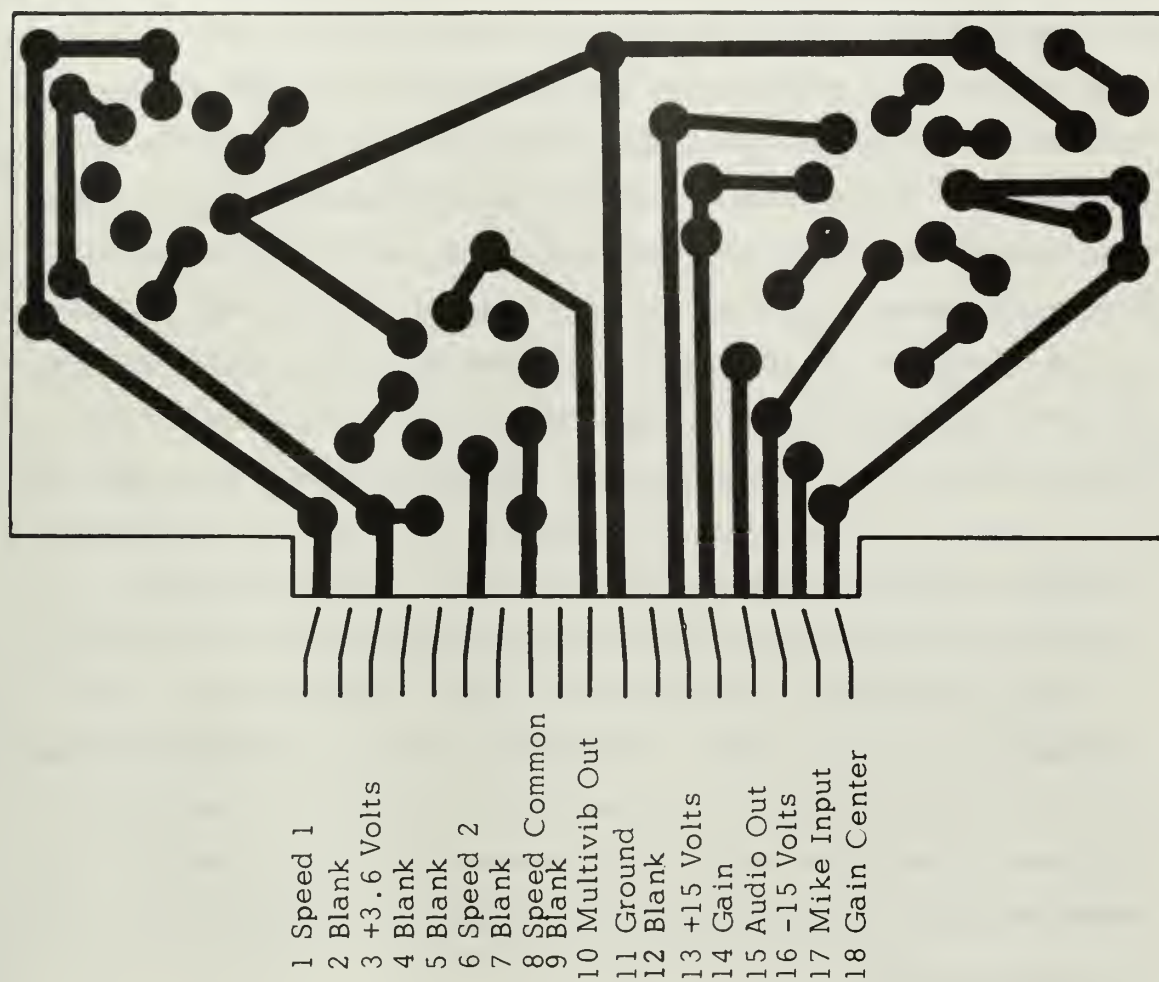 1 Speed 1
2 Blank
3 +3.6 Volts
4 Blank
5 Blank
6 Speed 2
7 Blank
8 Speed Common
9 Blank
10 Multivib Out
11 Ground
12 Blank
13 +15 Volts
14 Gain
15 Audio Out
16 -15 Volts
17 Mike Input
18 Gain Center